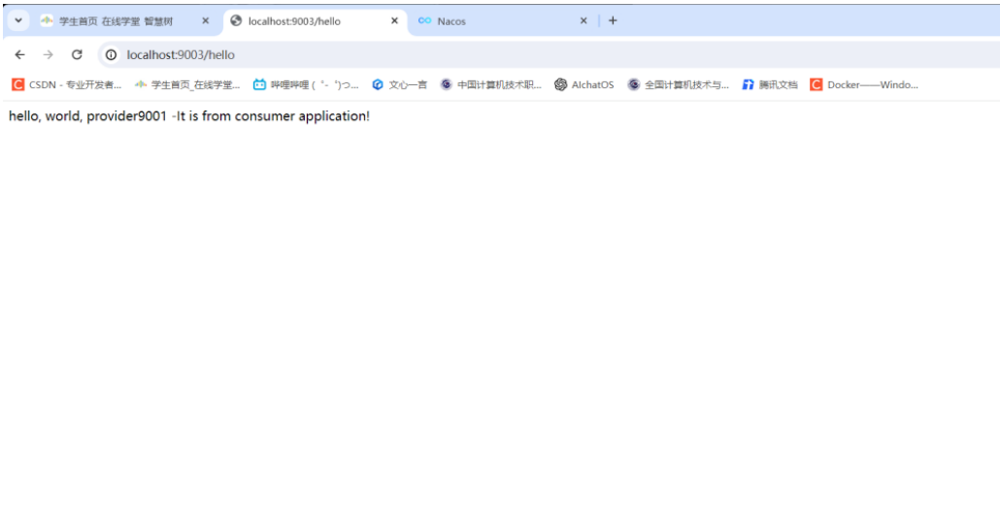 学生首页 在线学堂 智慧树 localhost:9003/hello Nacos
localhost:9003/hello
CSDN - 专业开发者... 学生首页_在线学堂... 哔哩哔哩 ( ゜- ゜)つ... 文心一言 中国计算机技术职... AIchatOS 全国计算机技术与... 腾讯文档 Docker——Windo...
hello, world, provider9001 -It is from consumer application!